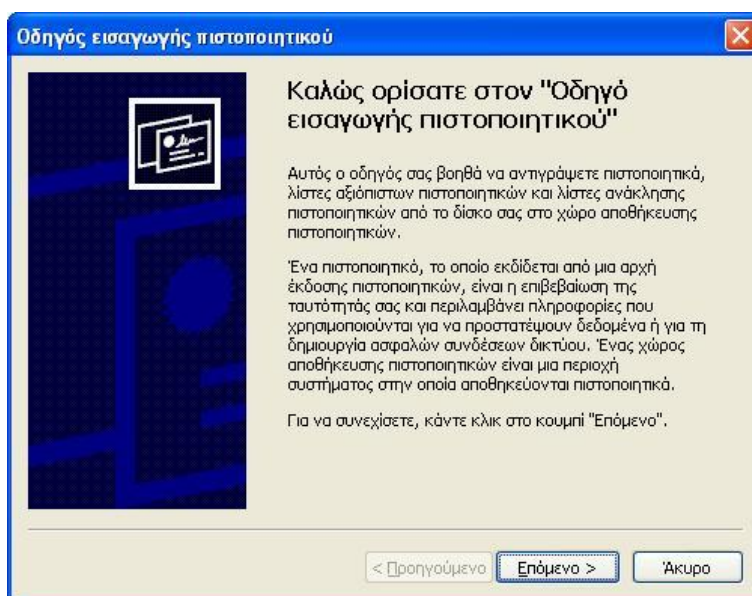 Οδηγός εισαγωγής πιστοποιητικού
Καλώς ορίσατε στον "Οδηγό
εισαγωγής πιστοποιητικού"
Αυτός ο οδηγός σας βοηθά να αντιγράψετε πιστοποιητικά,
λίστες αξιόπιστων πιστοποιητικών και λίστες ανάκλησης
πιστοποιητικών από το δίσκο σας στο χώρο αποθήκευσης
πιστοποιητικών.
Ένα πιστοποιητικό, το οποίο εκδίδεται από μια αρχή
έκδοσης πιστοποιητικών, είναι η επιβεβαίωση της
ταυτότητάς σας και περιλαμβάνει πληροφορίες που
χρησιμοποιούνται για να προστατέψουν δεδομένα ή για τη
δημιουργία ασφαλών συνδέσεων δικτύου. Ένας χώρος
αποθήκευσης πιστοποιητικών είναι μια περιοχή
συστήματος στην οποία αποθηκεύονται πιστοποιητικά.
Για να συνεχίσετε, κάντε κλικ στο κουμπί "Επόμενο".
< Προηγούμενο Επόμενο > Άκυρο